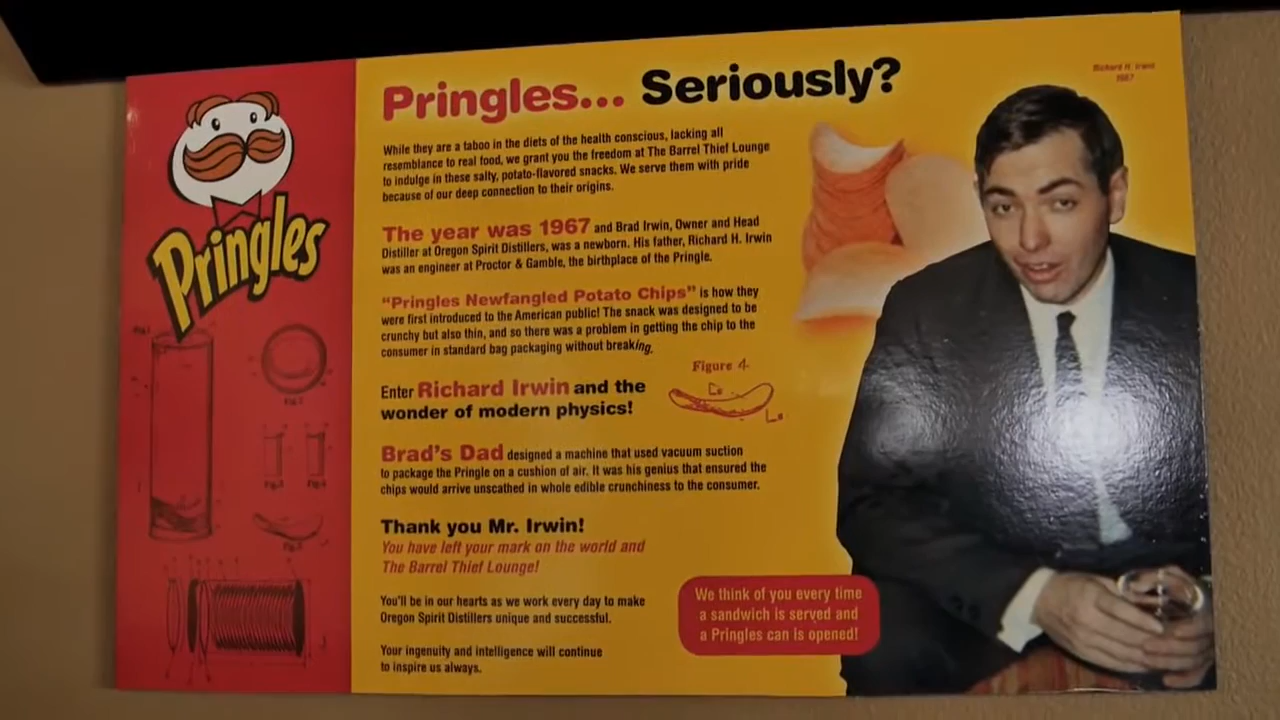 Pringles
Pringles... Seriously?
Richard H. Irwin
1967
While they are a taboo in the diets of the health conscious, lacking all
resemblance to real food, we grant you the freedom at The Barrel Thief Lounge
to indulge in these salty, potato-flavored snacks. We serve them with pride
because of our deep connection to their origins.
The year was 1967 and Brad Irwin, Owner and Head
Distiller at Oregon Spirit Distillers, was a newborn. His father, Richard H. Irwin
was an engineer at Proctor & Gamble, the birthplace of the Pringle.
"Pringles Newfangled Potato Chips" is how they
were first introduced to the American public! The snack was designed to be
crunchy but also thin, and so there was a problem in getting the chip to the
consumer in standard bag packaging without breaking.
Figure 4.
Enter Richard Irwin and the
wonder of modern physics!
Brad's Dad designed a machine that used vacuum suction
to package the Pringle on a cushion of air. It was his genius that ensured the
chips would arrive unscathed in whole edible crunchiness to the consumer.
Thank you Mr. Irwin!
You have left your mark on the world and
The Barrel Thief Lounge!
You'll be in our hearts as we work every day to make
Oregon Spirit Distillers unique and successful.
Your ingenuity and intelligence will continue
to inspire us always.
We think of you every time
a sandwich is served and
a Pringles can is opened!